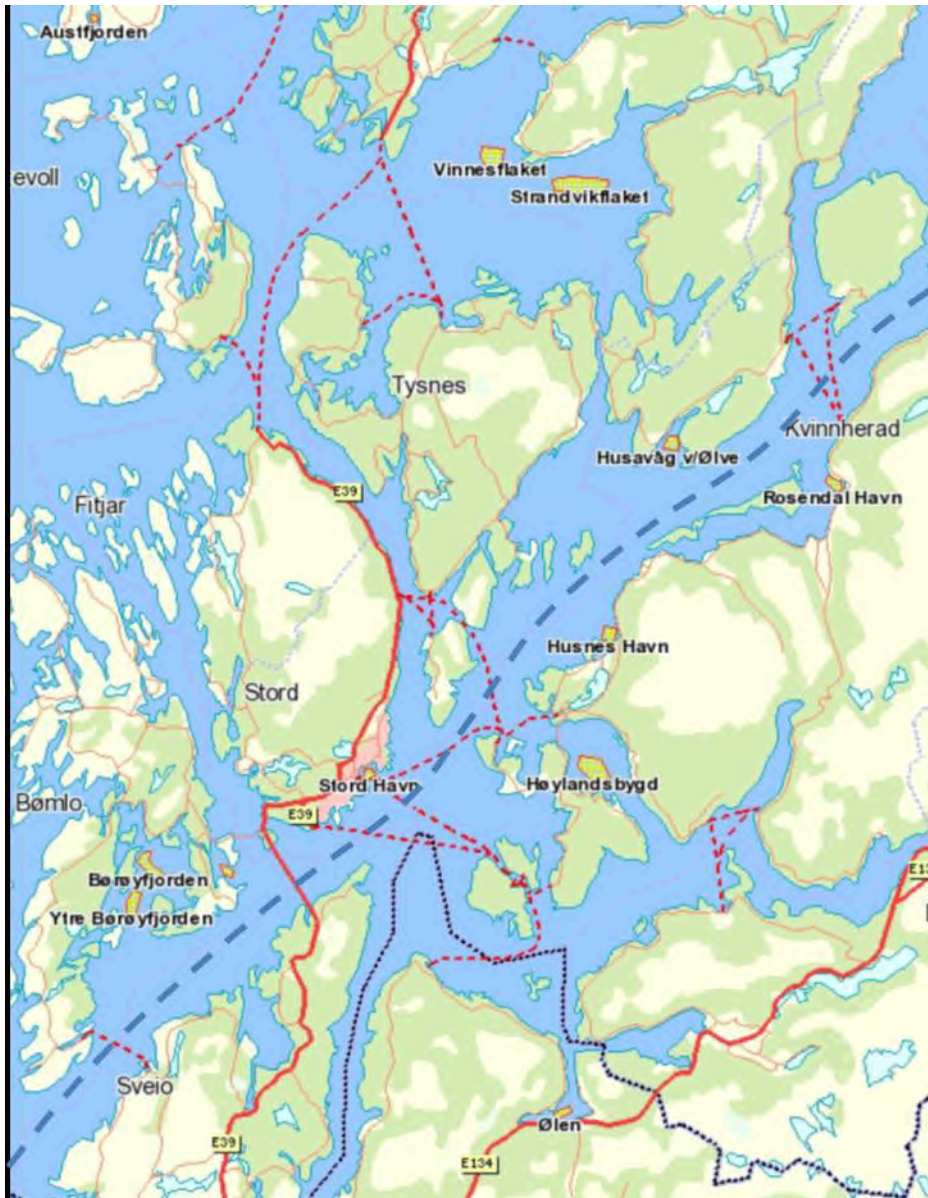 Austfjorden
evoll
Vinnesflaket
Strandvikflaket
Tysnes
Kvinnherad
Husavåg v/Ølve
E39
Rosendal Havn
Fitjar
Husnes Havn
Stord
Stord Havn
Høylandsbygd
Bømlo
E39
Børøyfjorden
E13
Ytre Børøyfjorden
Sveio
Ølen
E39
E134